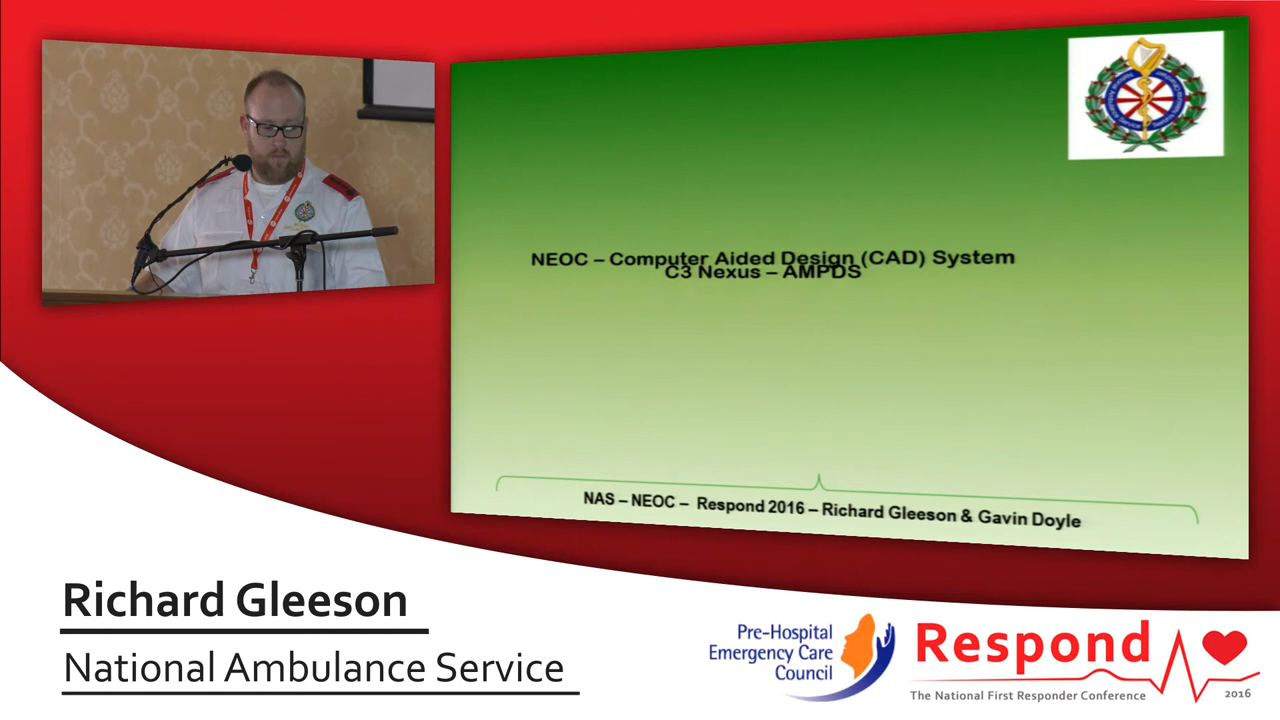 NEOC – Computer Aided Design (CAD) System
C3 Nexus – AMPDS
NAS – NEOC – Respond 2016 – Richard Gleeson & Gavin Doyle
Richard Gleeson
National Ambulance Service
Pre-Hospital
Emergency Care
Council
Respond
The National First Responder Conference
2016